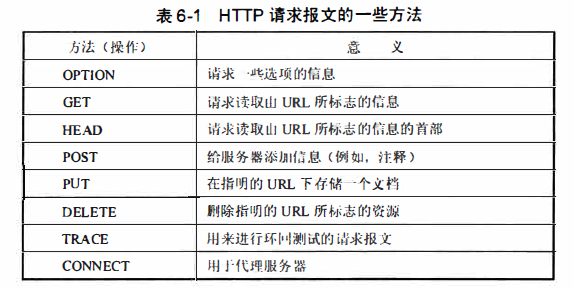 表 6-1 HTTP 请求报文的一些方法
方法（操作） 意 义
OPTION 请求一些选项的信息
GET 请求读取由 URL 所标志的信息
HEAD 请求读取由 URL 所标志的信息的首部
POST 给服务器添加信息（例如，注释）
PUT 在指明的 URL 下存储一个文档
DELETE 删除指明的 URL 所标志的资源
TRACE 用来进行环回测试的请求报文
CONNECT 用于代理服务器